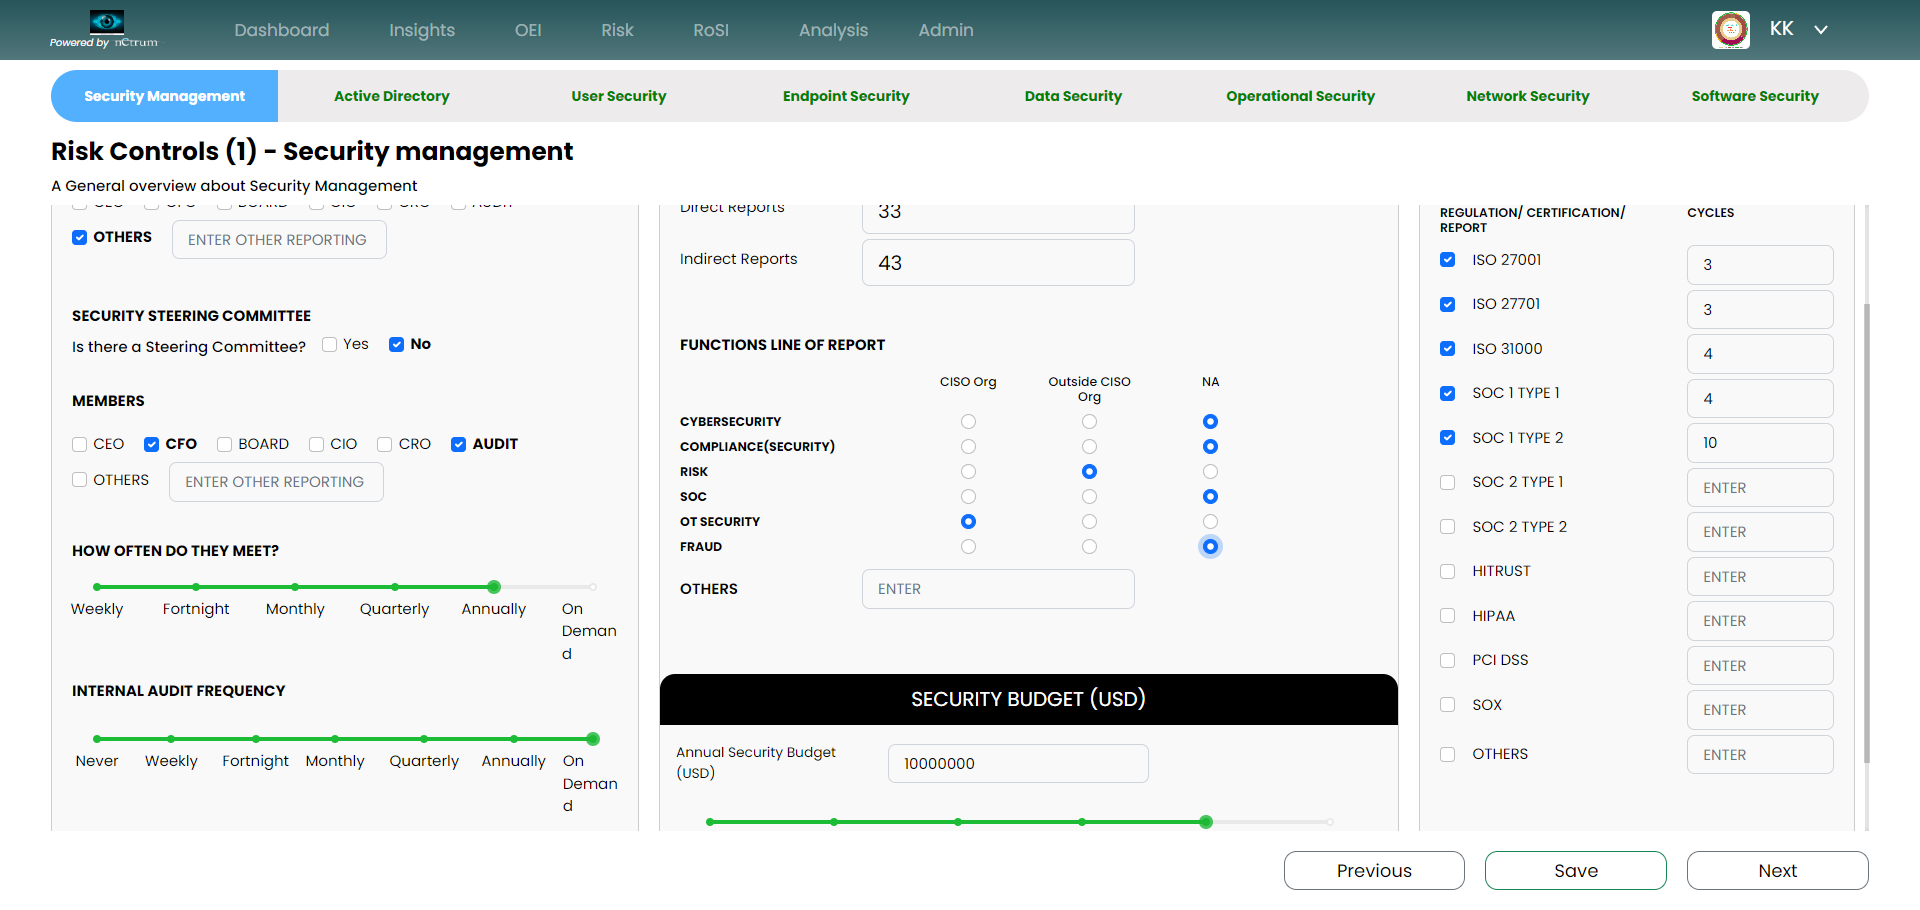 Powered by nCtrum
Dashboard
Insights
OEI
Risk
RoSI
Analysis
Admin
KK
Security Management
Active Directory
User Security
Endpoint Security
Data Security
Operational Security
Network Security
Software Security
Risk Controls (1) - Security management
A General overview about Security Management
CEO CFO BOARD CIO CRO AUDIT
OTHERS
ENTER OTHER REPORTING
SECURITY STEERING COMMITTEE
Is there a Steering Committee? Yes No
MEMBERS
CEO CFO BOARD CIO CRO AUDIT
OTHERS
ENTER OTHER REPORTING
HOW OFTEN DO THEY MEET?
Weekly Fortnight Monthly Quarterly Annually On
Deman
d
INTERNAL AUDIT FREQUENCY
Never Weekly Fortnight Monthly Quarterly Annually On
Deman
d
Direct Reports 33
Indirect Reports 43
FUNCTIONS LINE OF REPORT
CISO Org Outside CISO NA
Org
CYBERSECURITY
COMPLIANCE(SECURITY)
RISK
SOC
OT SECURITY
FRAUD
OTHERS ENTER
SECURITY BUDGET (USD)
Annual Security Budget
(USD)
10000000
REGULATION/ CERTIFICATION/
REPORT
CYCLES
ISO 27001 3
ISO 27701 3
ISO 31000 4
SOC 1 TYPE 1 4
SOC 1 TYPE 2 10
SOC 2 TYPE 1 ENTER
SOC 2 TYPE 2 ENTER
HITRUST ENTER
HIPAA ENTER
PCI DSS ENTER
SOX ENTER
OTHERS ENTER
Previous
Save
Next